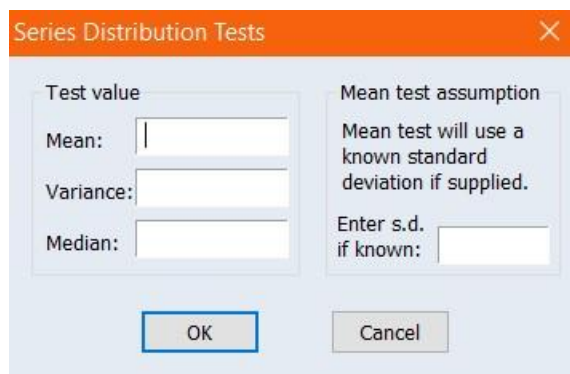 Series Distribution Tests
Test value
Mean:
Variance:
Median:
Mean test assumption
Mean test will use a
known standard
deviation if supplied.
Enter s.d.
if known:
OK
Cancel